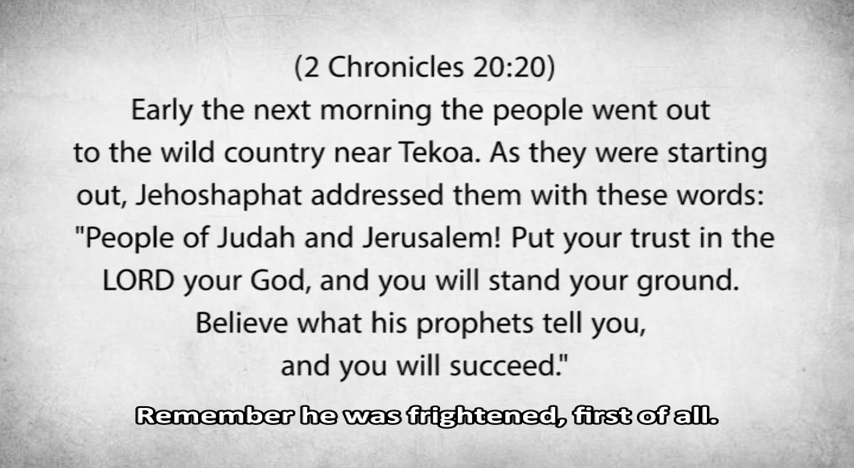 (2 Chronicles 20:20)
Early the next morning the people went out
to the wild country near Tekoa. As they were starting
out, Jehoshaphat addressed them with these words:
"People of Judah and Jerusalem! Put your trust in the
LORD your God, and you will stand your ground.
Believe what his prophets tell you,
and you will succeed."
Remember he was frightened, first of all.